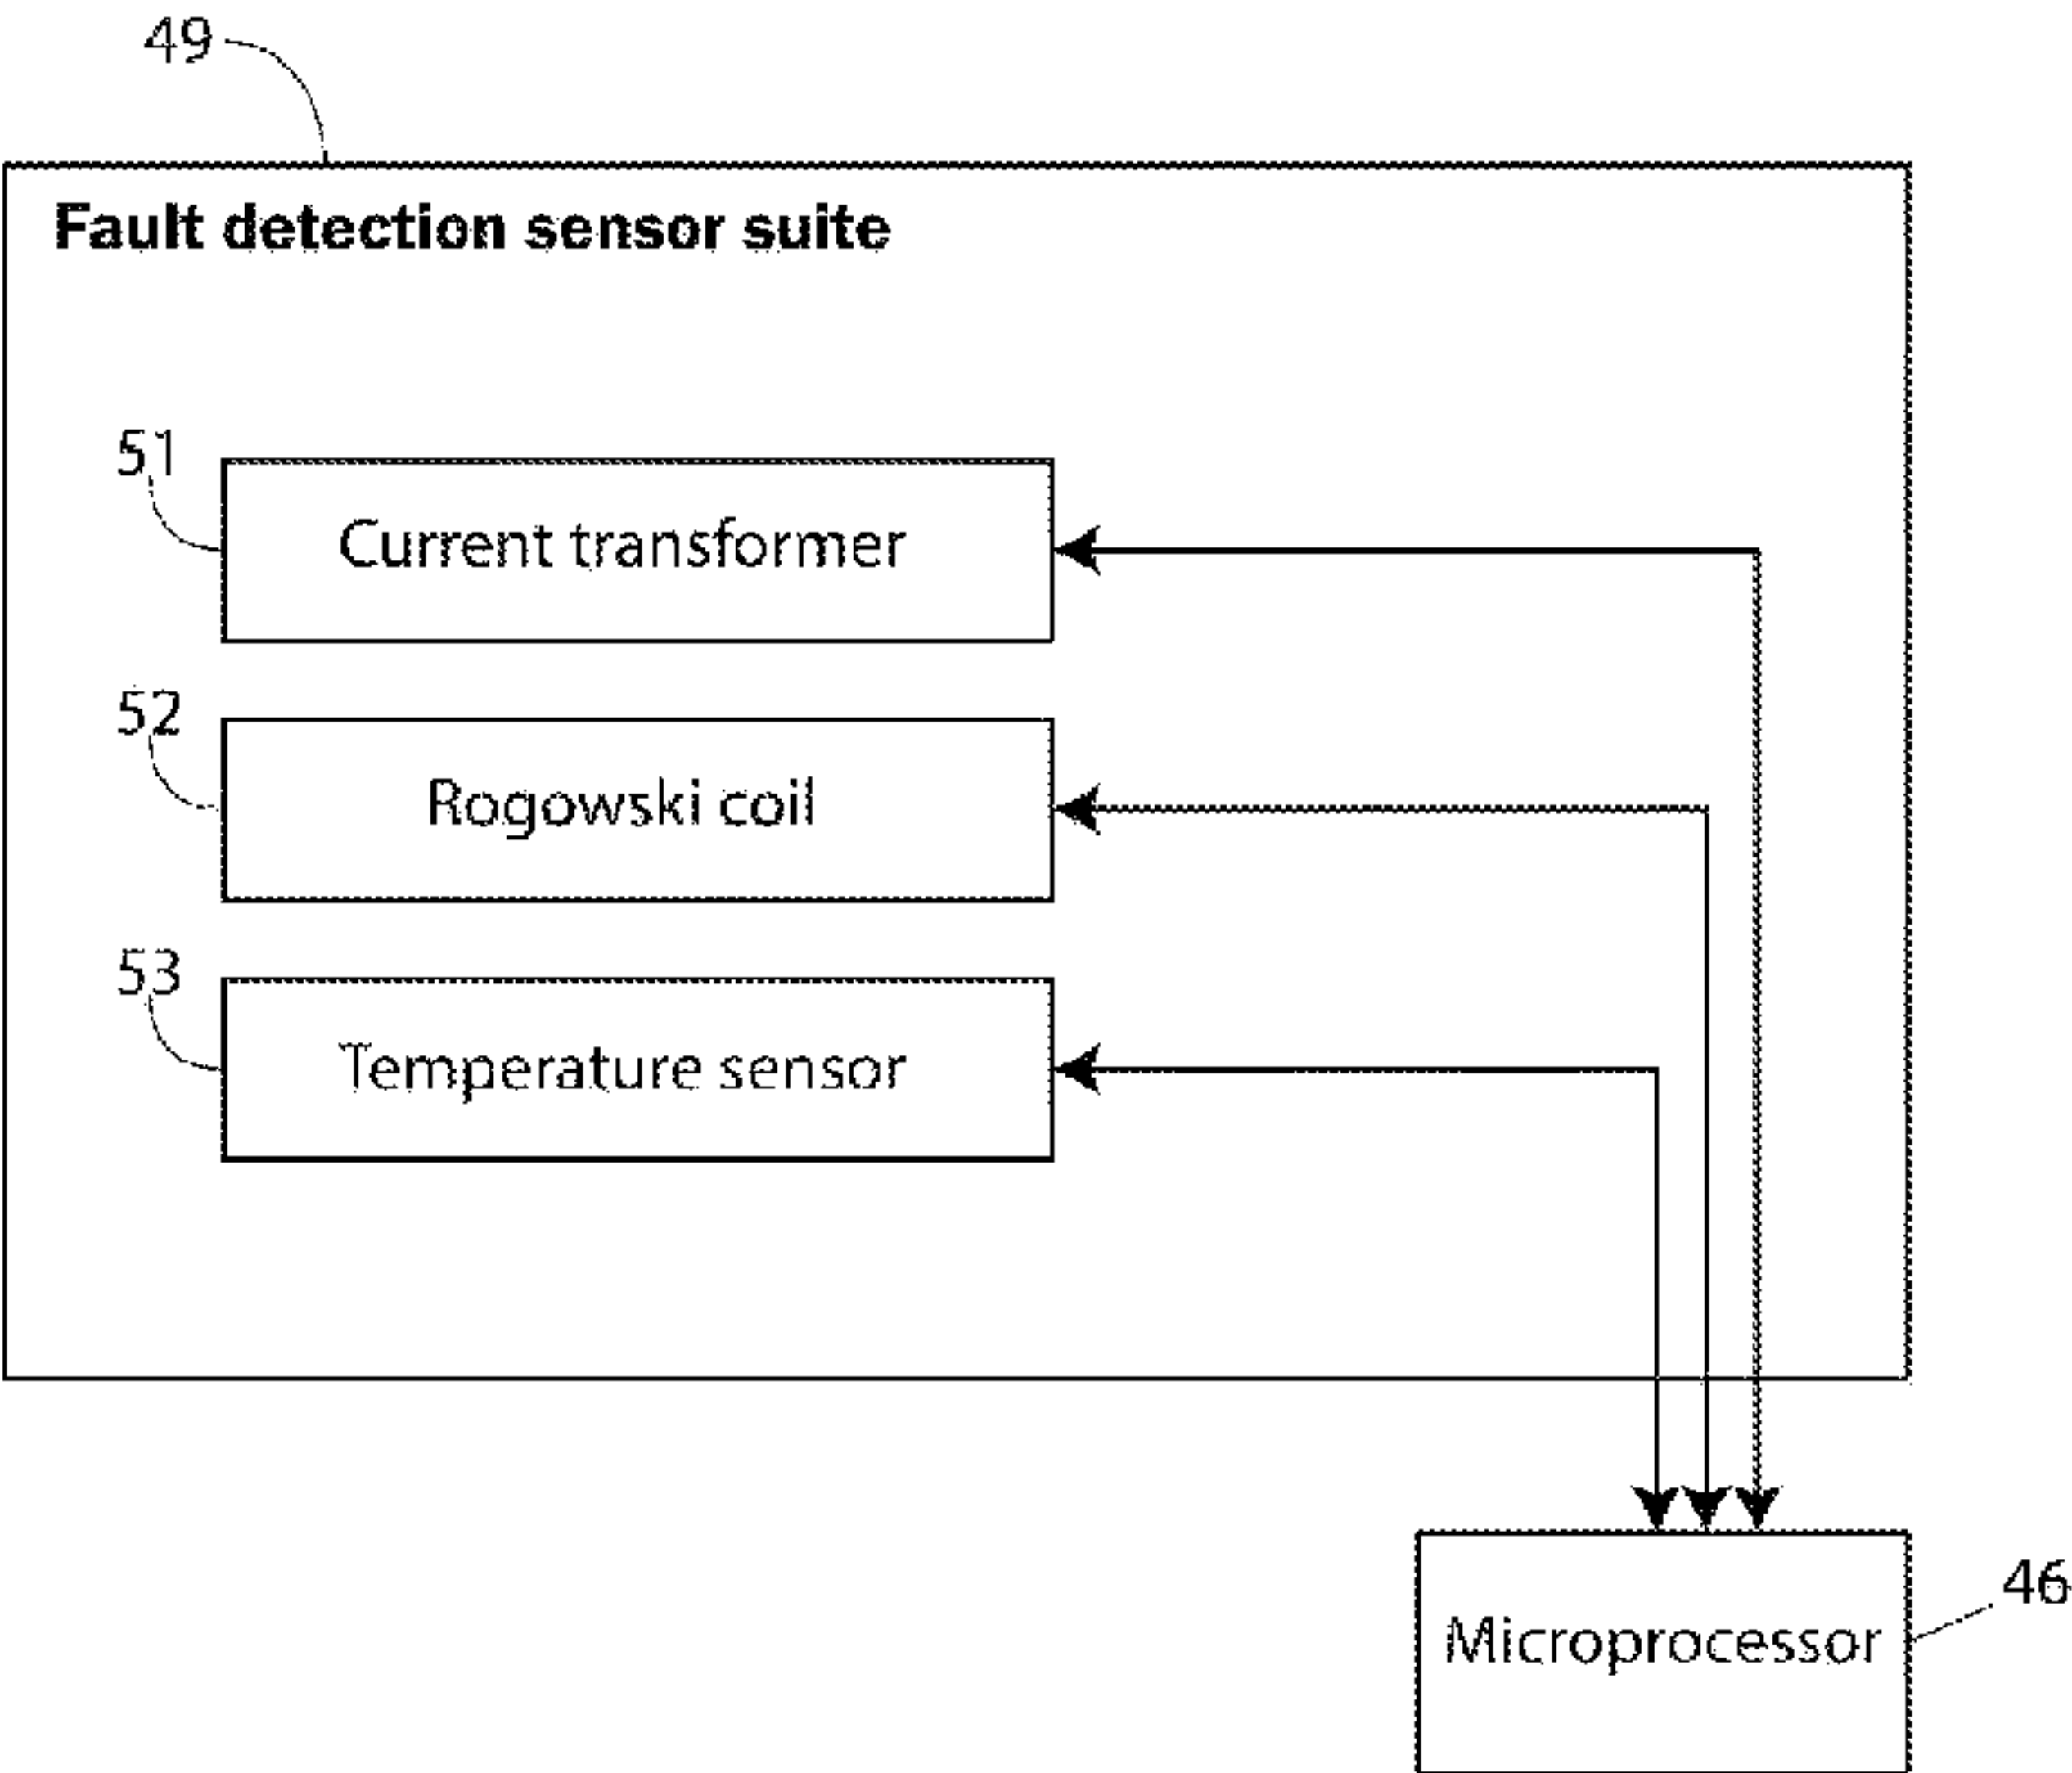 49
Fault detection sensor suite
51
Current transformer
52
Rogowski coil
53
Temperature sensor
46
Microprocessor